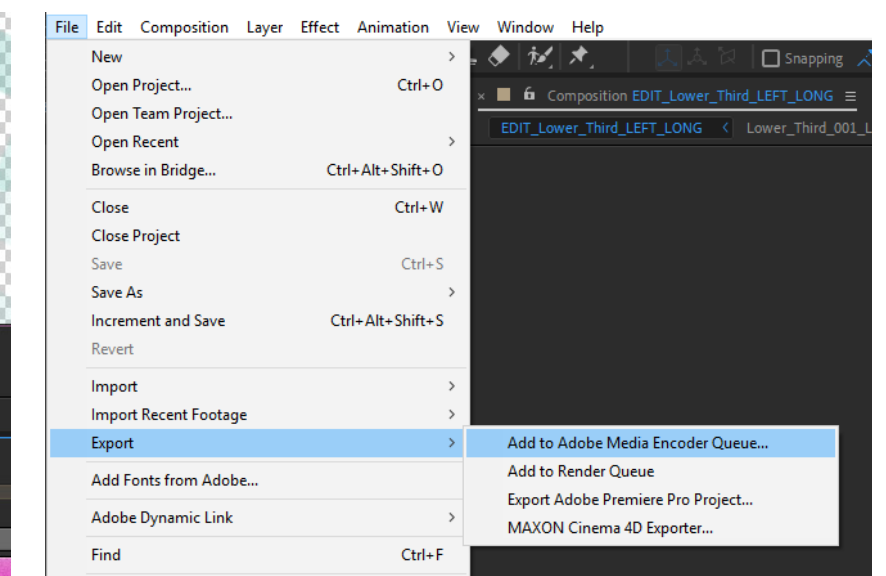 File Edit Composition Layer Effect Animation View Window Help
New
Open Project... Ctrl+O
Open Team Project...
Open Recent
Browse in Bridge... Ctrl+Alt+Shift+O
Close Ctrl+W
Close Project
Save Ctrl+S
Save As
Increment and Save Ctrl+Alt+Shift+S
Revert
Import
Import Recent Footage
Export
Add Fonts from Adobe...
Adobe Dynamic Link
Find Ctrl+F
Snapping
Composition EDIT_Lower_Third_LEFT_LONG
EDIT_Lower_Third_LEFT_LONG Lower_Third_001_L
Add to Adobe Media Encoder Queue...
Add to Render Queue
Export Adobe Premiere Pro Project...
MAXON Cinema 4D Exporter...